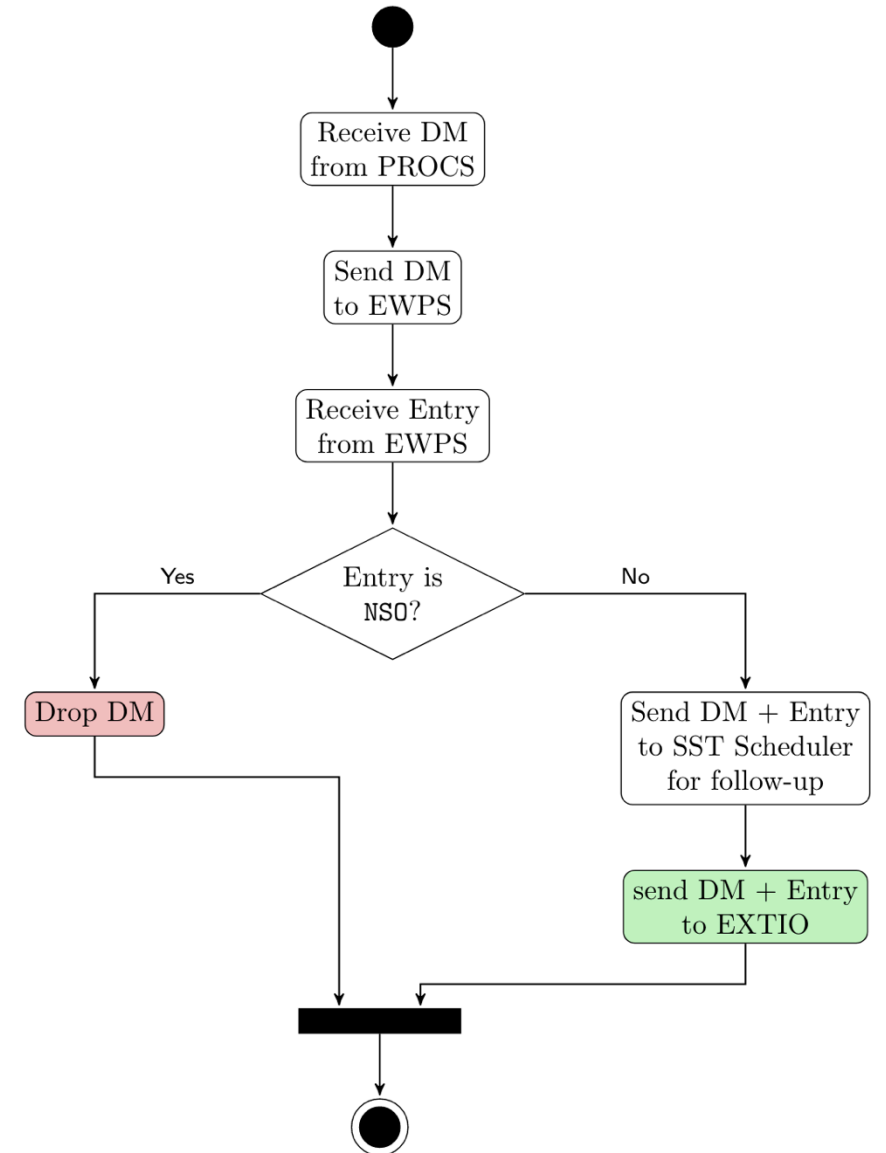 Receive DM
from PROCS
Send DM
to EWPS
Receive Entry
from EWPS
Entry is
NSO?
Yes
No
Drop DM
Send DM + Entry
to SST Scheduler
for follow-up
send DM + Entry
to EXTIO